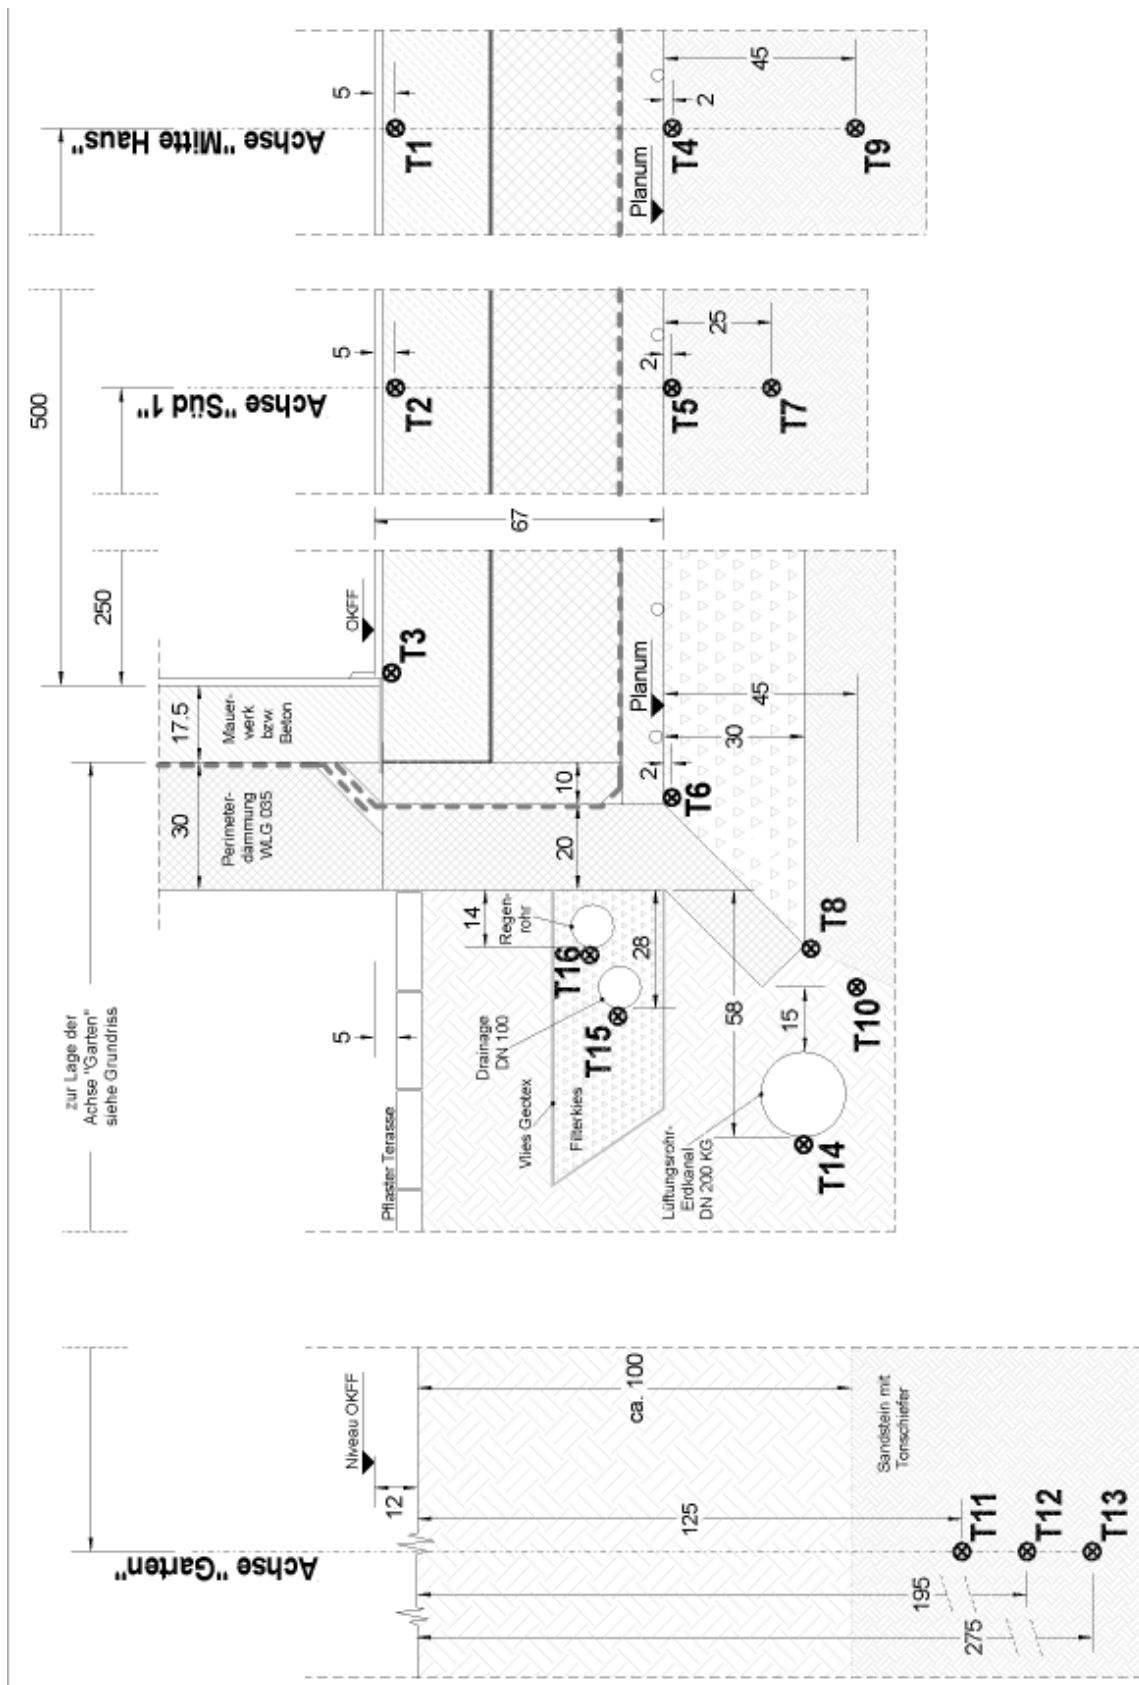 Achse "Mitte Haus"
5
T1
Planum
2
T4
45
T9
500
Achse "Süd 1"
5
T2
2
T5
25
T7
250
67
OKFF
T3
17.5
Mauer-
werk
bzw.
Beton
30
Perimeter-
dämmung
WLG 035
10
20
Planum
2
T6
30
45
zur Lage der
Achse "Garten"
siehe Grundriss
5
Pflaster Terasse
14
Regen-
rohr
T16
28
Drainage
DN 100
T15
Vlies Geotex
Filterkies
58
T8
15
T10
Lüftungsrohr-
Erdkanal
DN 200 KG
T14
Achse "Garten"
Niveau OKFF
12
ca. 100
Sandstein mit
Tonschiefer
125
T11
195
T12
275
T13